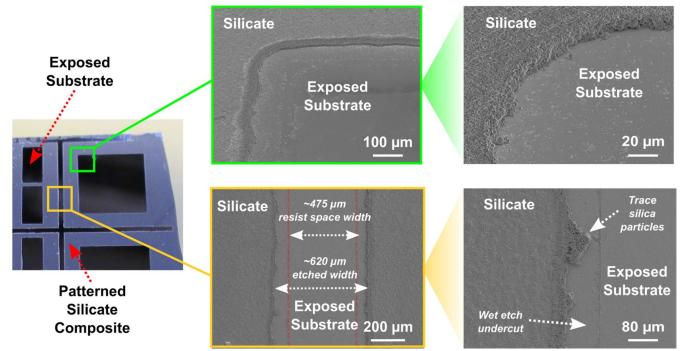 Exposed
Substrate
Patterned
Silicate
Composite
Silicate
Exposed
Substrate
100 µm
Silicate
Exposed
Substrate
20 µm
Silicate
~475 µm
resist space width
~620 µm
etched width
Exposed
Substrate
200 µm
Silicate
Trace
silica
particles
Exposed
Substrate
Wet etch
undercut
80 µm